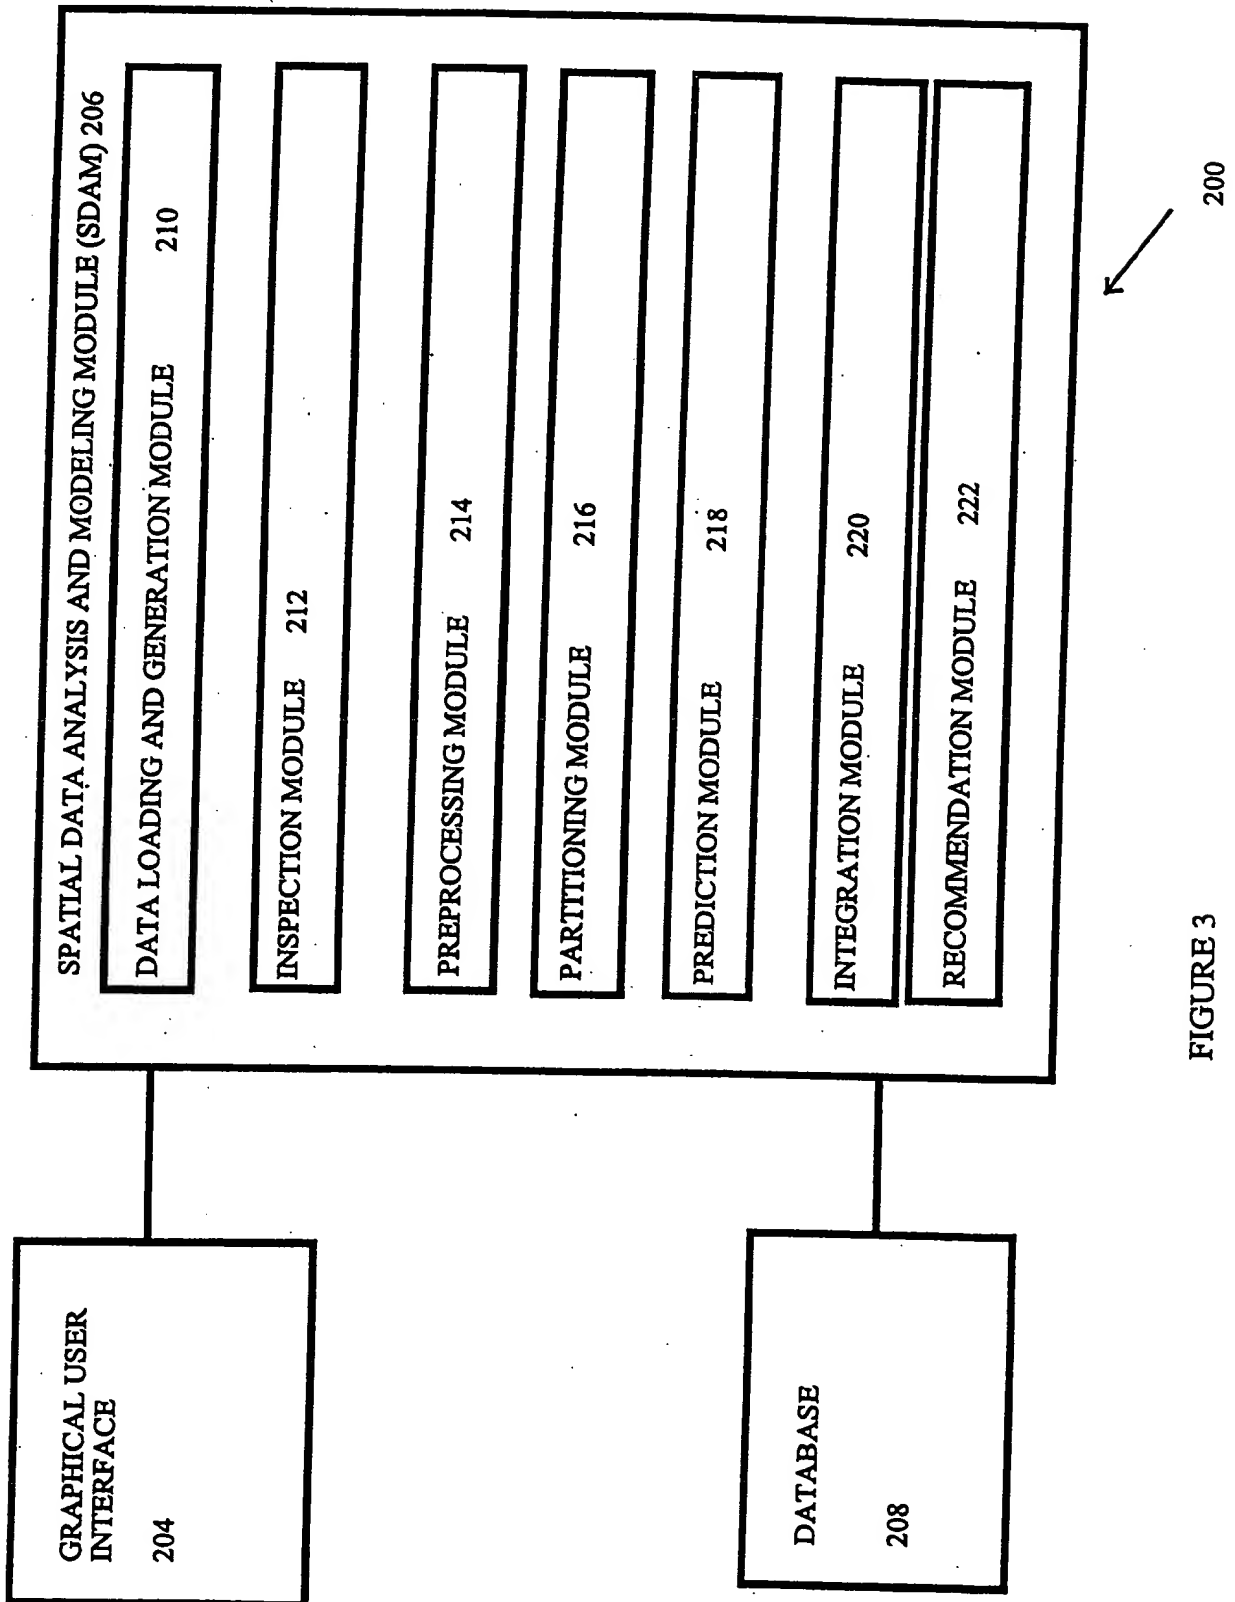 GRAPHICAL USER
INTERFACE
204
DATABASE
208
SPATIAL DATA ANALYSIS AND MODELING MODULE (SDAM) 206
DATA LOADING AND GENERATION MODULE 210
INSPECTION MODULE 212
PREPROCESSING MODULE 214
PARTITIONING MODULE 216
PREDICTION MODULE 218
INTEGRATION MODULE 220
RECOMMENDATION MODULE 222
200
FIGURE 3